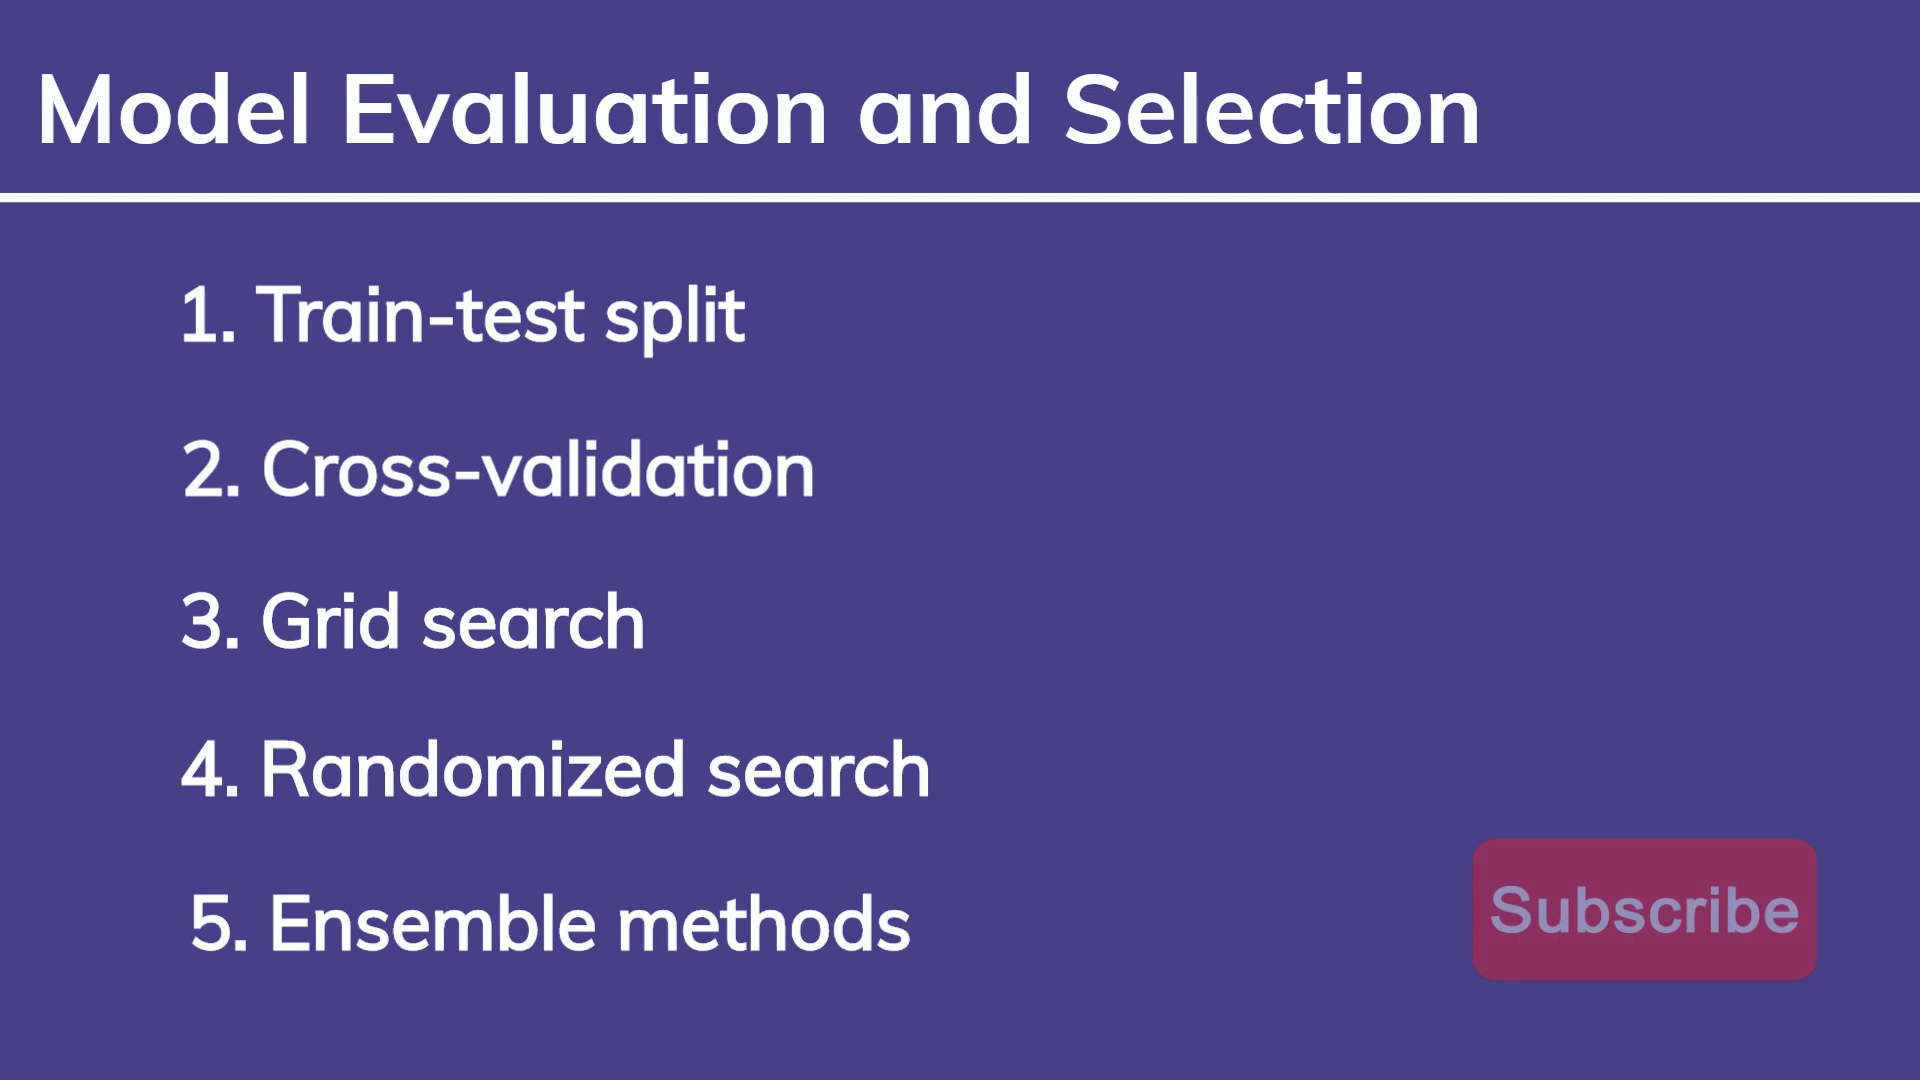 Model Evaluation and Selection
1. Train-test split
2. Cross-validation
3. Grid search
4. Randomized search
5. Ensemble methods
Subscribe